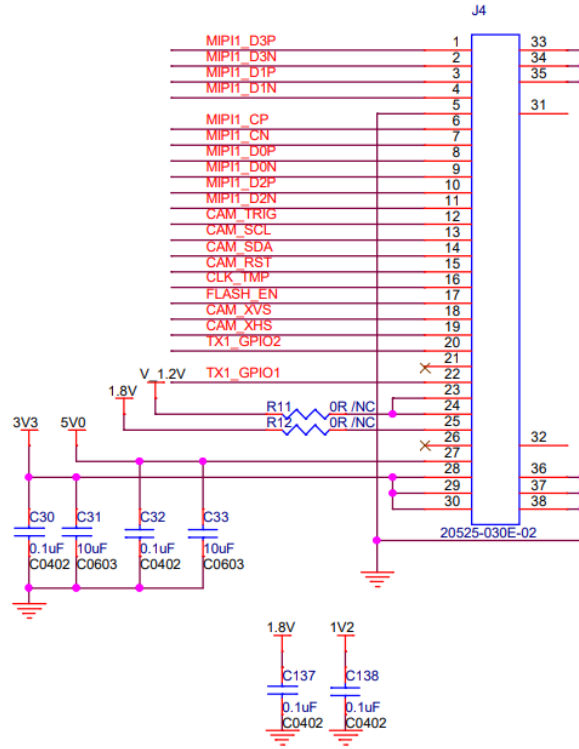 J4
MIPI1_D3P 1 33
MIPI1_D3N 2 34
MIPI1_D1P 3 35
MIPI1_D1N 4
5 31
MIPI1_CP 6
MIPI1_CN 7
MIPI1_D0P 8
MIPI1_D0N 9
MIPI1_D2P 10
MIPI1_D2N 11
CAM_TRIG 12
CAM_SCL 13
CAM_SDA 14
CAM_RST 15
CLK_TMP 16
FLASH_EN 17
CAM_XVS 18
CAM_XHS 19
TX1_GPIO2 20
21
V_1.2V TX1_GPIO1 22
1.8V 23
R11 0R /NC 24
R12 0R /NC 25
3V3 5V0 26 32
27
28 36
29 37
30 38
C30 C31 C32 C33
20525-030E-02
0.1uF 10uF 0.1uF 10uF
C0402 C0603 C0402 C0603
1.8V 1V2
C137 C138
0.1uF 0.1uF
C0402 C0402